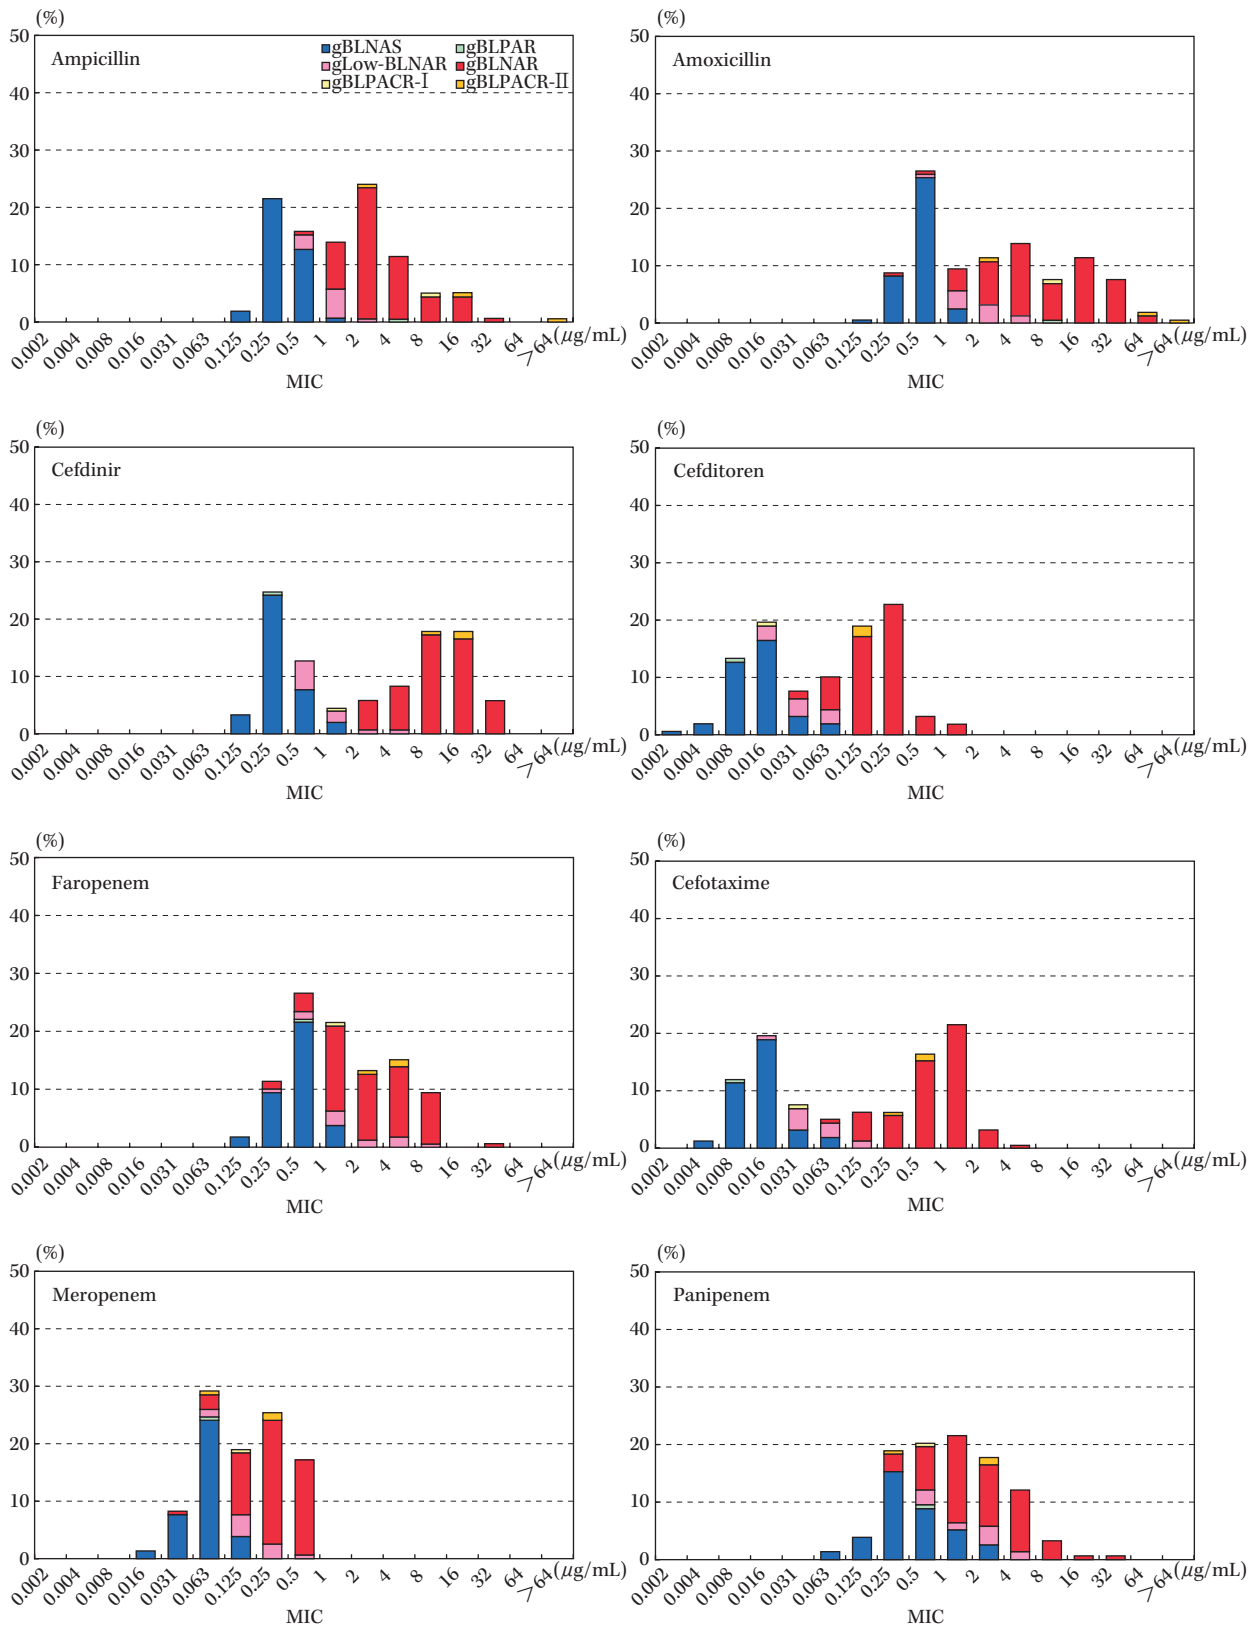 (%)
50
40
30
20
10
0
Ampicillin
gBLNAS
gBLPAR
gLow-BLNAR
gBLNAR
gBLPACR-Ⅰ
gBLPACR-Ⅱ
0.002 0.004 0.008 0.016 0.031 0.063 0.125 0.25 0.5 1 2 4 8 16 32 64 >64 (μg/mL)
MIC
(%)
50
40
30
20
10
0
Amoxicillin
0.002 0.004 0.008 0.016 0.031 0.063 0.125 0.25 0.5 1 2 4 8 16 32 64 >64 (μg/mL)
MIC
(%)
50
40
30
20
10
0
Cefdinir
0.002 0.004 0.008 0.016 0.031 0.063 0.125 0.25 0.5 1 2 4 8 16 32 64 >64 (μg/mL)
MIC
(%)
50
40
30
20
10
0
Cefditoren
0.002 0.004 0.008 0.016 0.031 0.063 0.125 0.25 0.5 1 2 4 8 16 32 64 >64 (μg/mL)
MIC
(%)
50
40
30
20
10
0
Faropenem
0.002 0.004 0.008 0.016 0.031 0.063 0.125 0.25 0.5 1 2 4 8 16 32 64 >64 (μg/mL)
MIC
(%)
50
40
30
20
10
0
Cefotaxime
0.002 0.004 0.008 0.016 0.031 0.063 0.125 0.25 0.5 1 2 4 8 16 32 64 >64 (μg/mL)
MIC
(%)
50
40
30
20
10
0
Meropenem
0.002 0.004 0.008 0.016 0.031 0.063 0.125 0.25 0.5 1 2 4 8 16 32 64 >64 (μg/mL)
MIC
(%)
50
40
30
20
10
0
Panipenem
0.002 0.004 0.008 0.016 0.031 0.063 0.125 0.25 0.5 1 2 4 8 16 32 64 >64 (μg/mL)
MIC